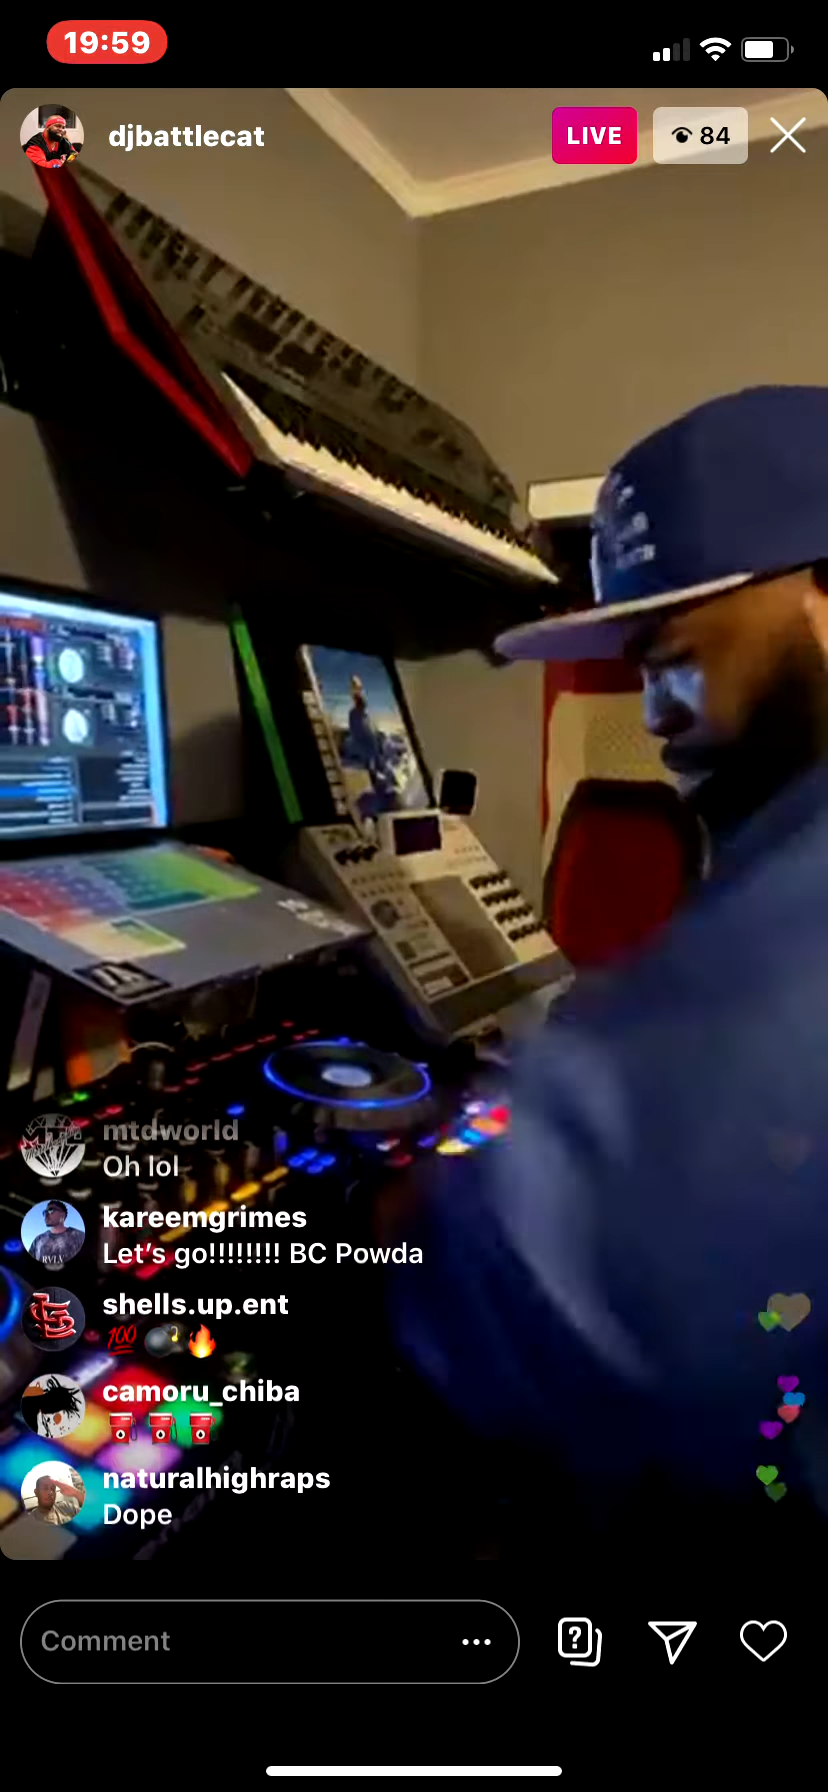 19:59
djbattlecat
LIVE
84
mtdworld
Oh lol
kareemgrimes
Let's go!!!!!!!! BC Powda
shells.up.ent
💯 💣 🔥
camoru_chiba
⛽ ⛽ ⛽
naturalhighraps
Dope
Comment